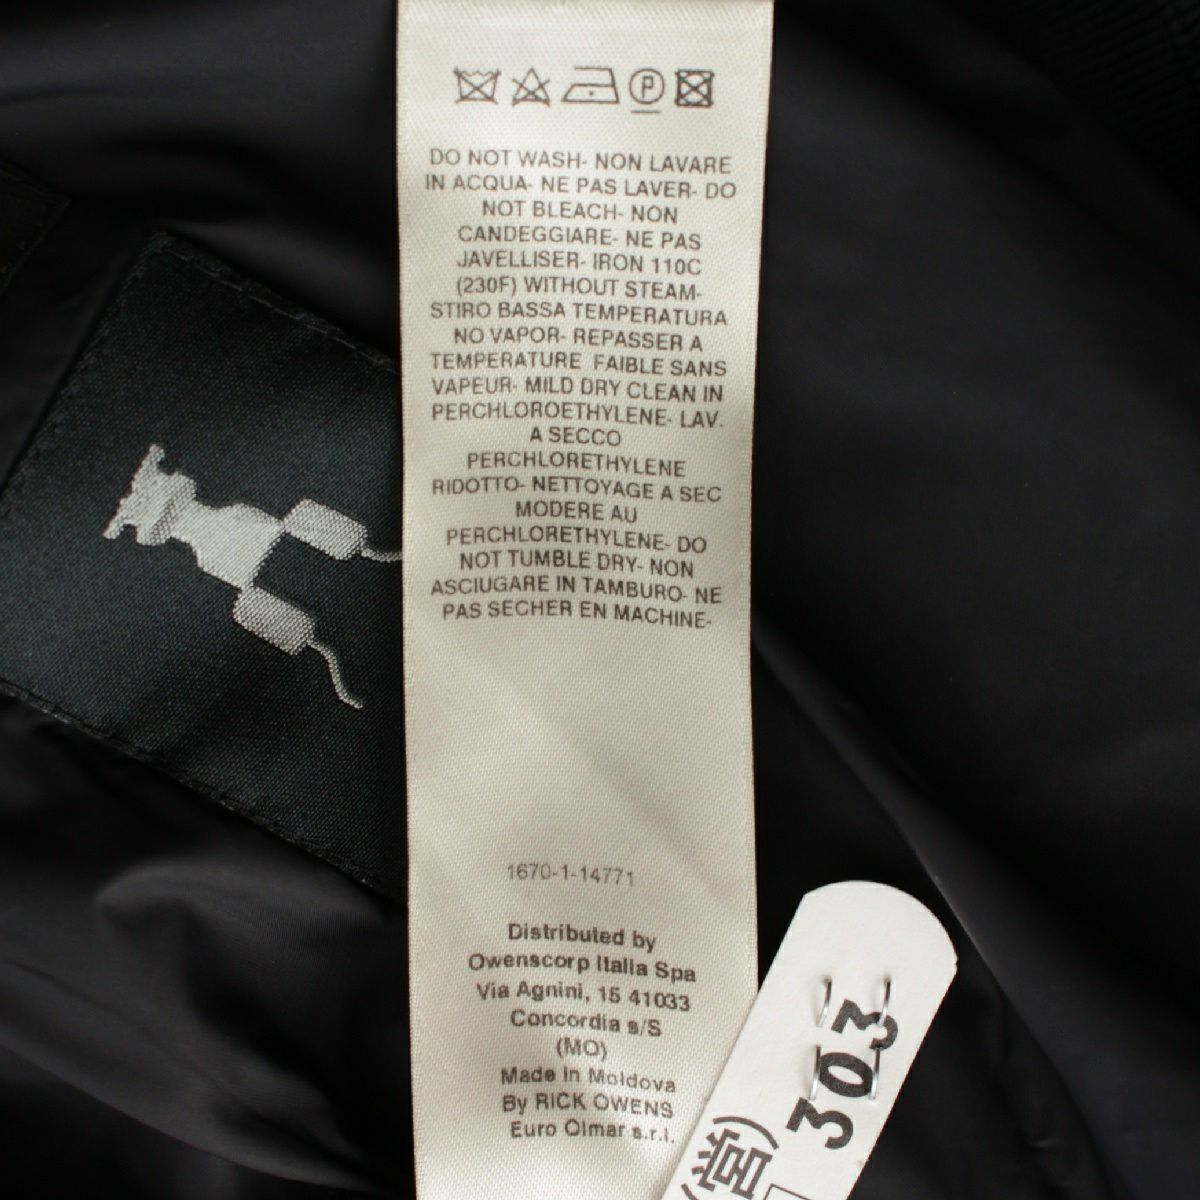 P
DO NOT WASH- NON LAVARE
IN ACQUA- NE PAS LAVER- DO
NOT BLEACH- NON
CANDEGGIARE- NE PAS
JAVELLISER- IRON 110C
(230F) WITHOUT STEAM-
STIRO BASSA TEMPERATURA
NO VAPOR- REPASSER A
TEMPERATURE FAIBLE SANS
VAPEUR- MILD DRY CLEAN IN
PERCHLOROETHYLENE- LAV.
A SECCO
PERCHLORETHYLENE
RIDOTTO- NETTOYAGE A SEC
MODERE AU
PERCHLORETHYLENE- DO
NOT TUMBLE DRY- NON
ASCIUGARE IN TAMBURO- NE
PAS SECHER EN MACHINE-
1670-1-14771
Distributed by
Owenscorp Italia Spa
Via Agnini, 15 41033
Concordia s/S
(MO)
Made in Moldova
By RICK OWENS
Euro Olmar s.r.l.
303
(営)